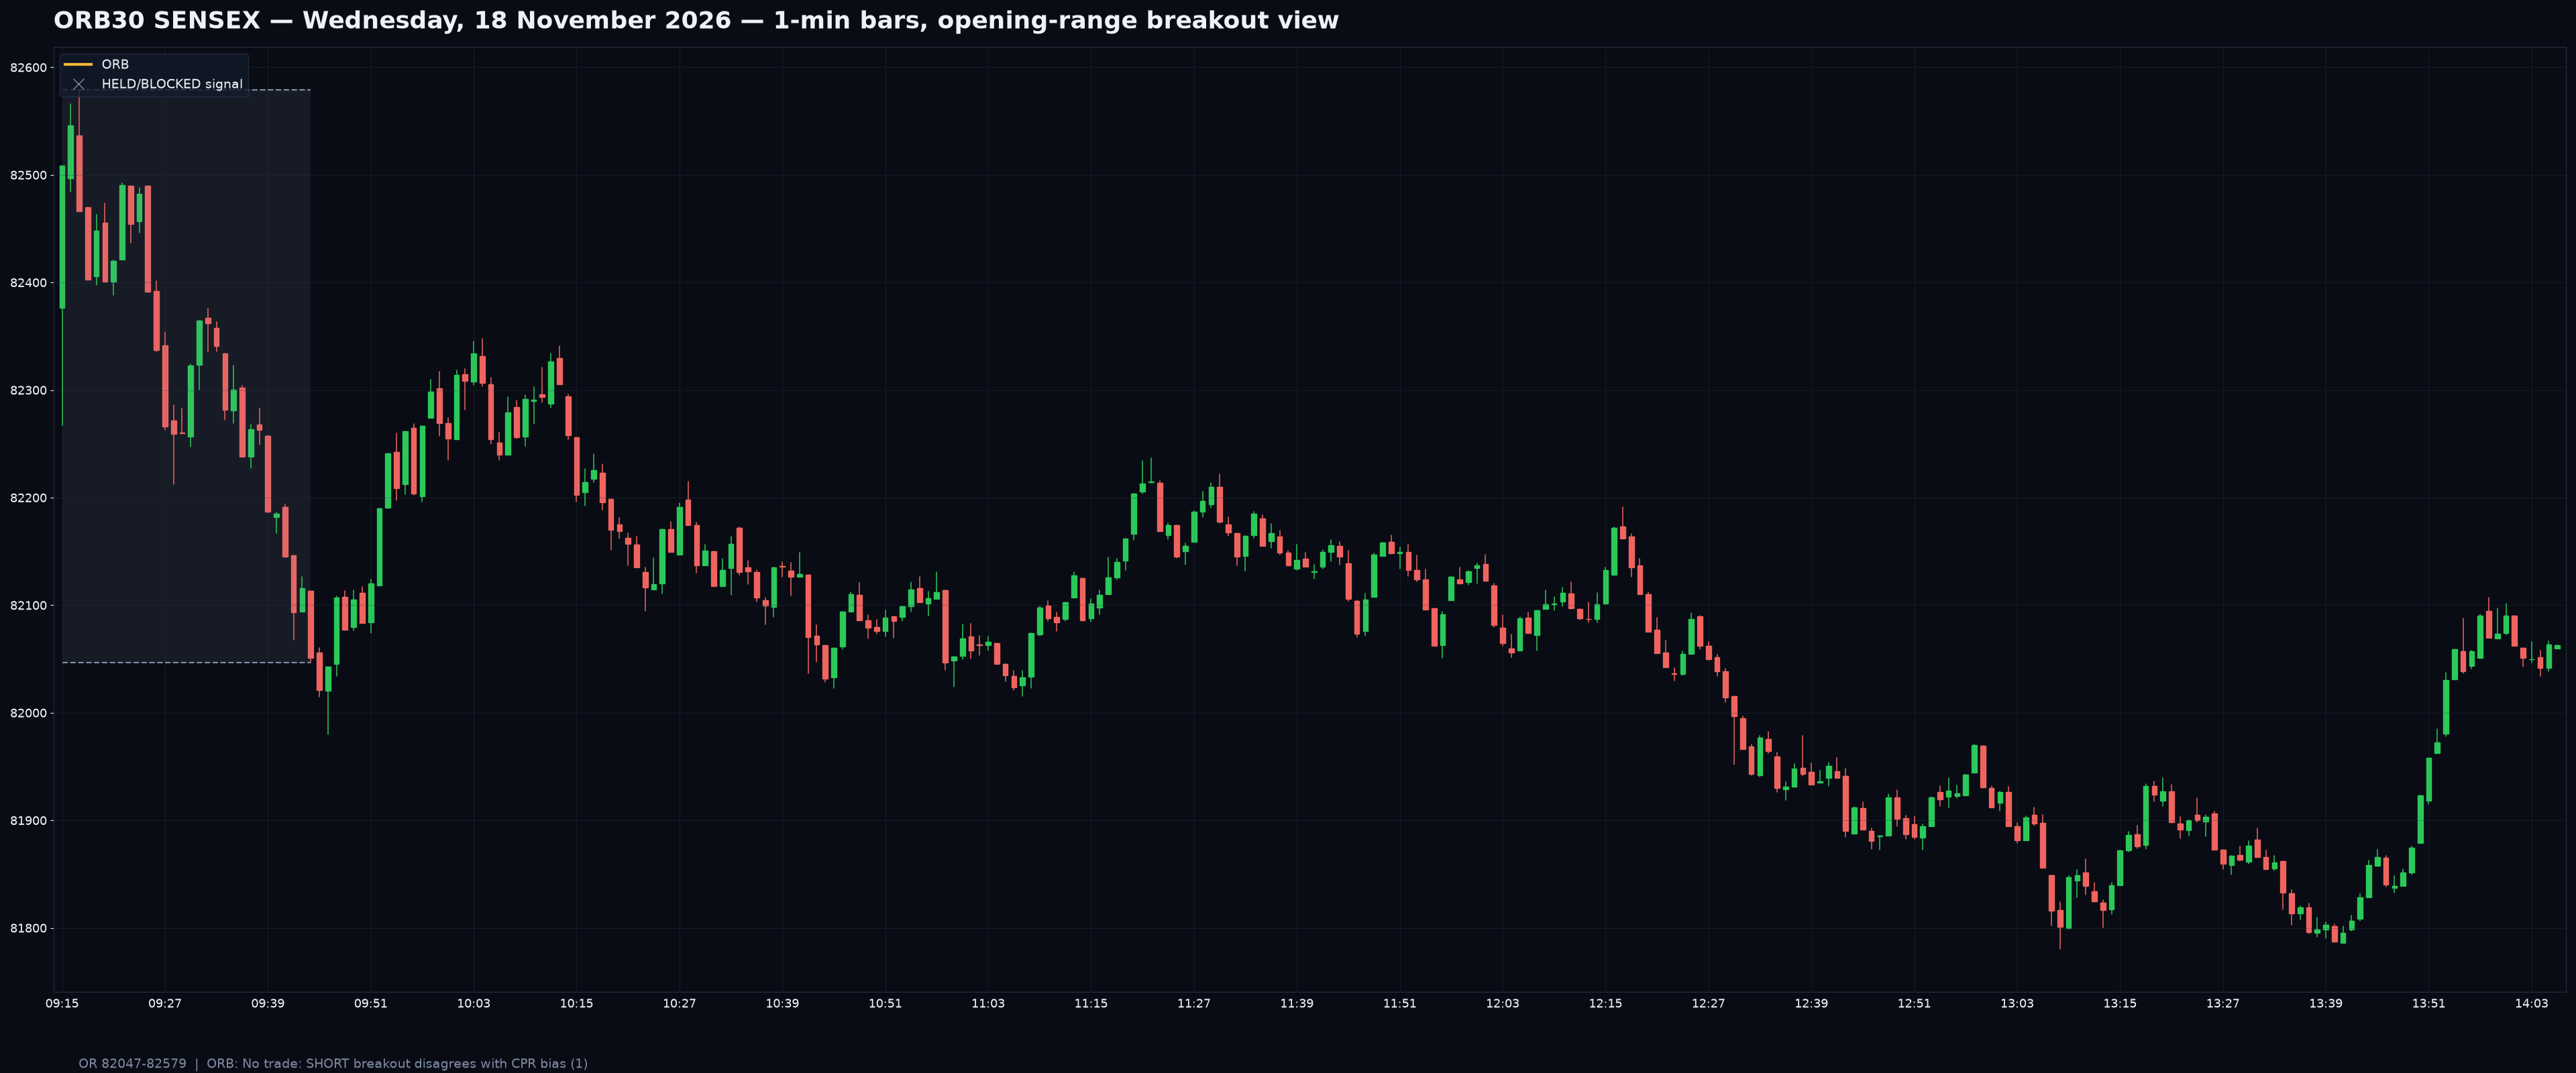 ORB30 SENSEX — Wednesday, 18 November 2026 — 1-min bars, opening-range breakout view
ORB
HELD/BLOCKED signal
82600
82500
82400
82300
82200
82100
82000
81900
81800
09:15 09:27 09:39 09:51 10:03 10:15 10:27 10:39 10:51 11:03 11:15 11:27 11:39 11:51 12:03 12:15 12:27 12:39 12:51 13:03 13:15 13:27 13:39 13:51 14:03
OR 82047-82579 | ORB: No trade: SHORT breakout disagrees with CPR bias (1)